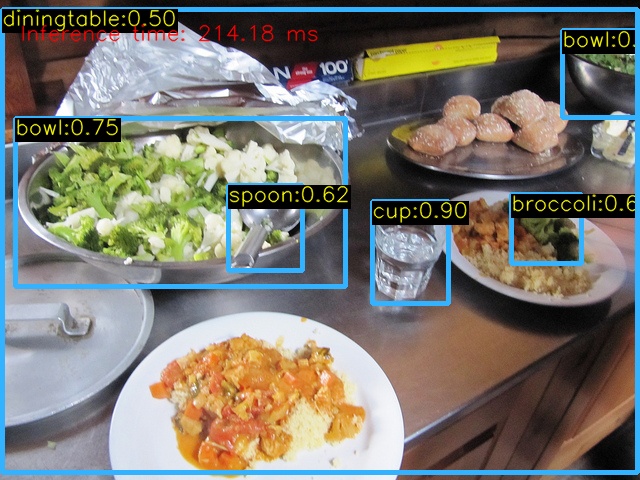 diningtable:0.50
Inference time: 214.18 ms
bowl:0.
N 100
bowl:0.75
spoon:0.62
cup:0.90
broccoli:0.6